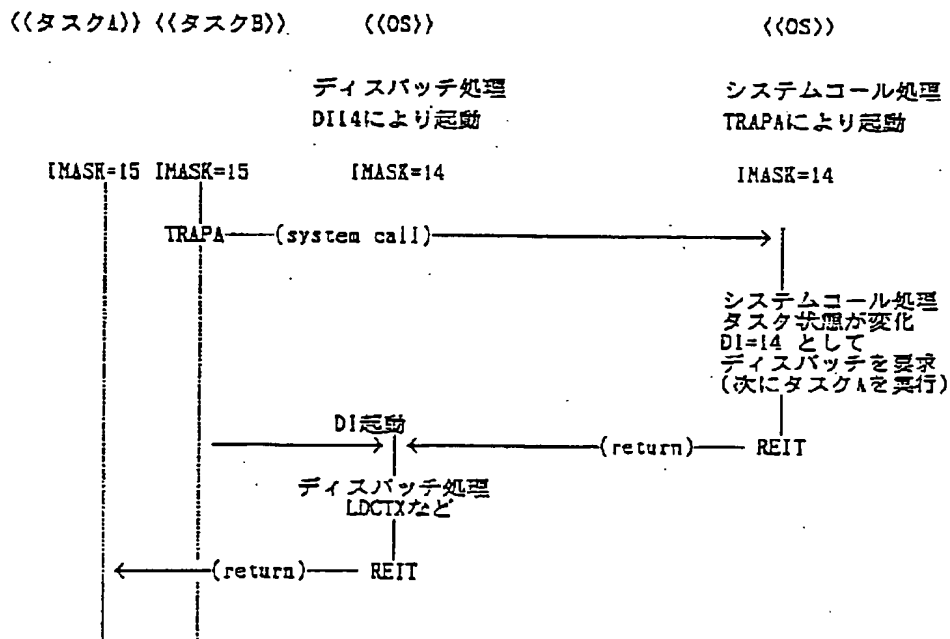 《タスクA》 《タスクB》 《OS》 《OS》
ディスパッチ処理 システムコール処理
DI14により起動 TRAPAにより起動
IMASK=15 IMASK=15 IMASK=14 IMASK=14
TRAPA (system call)
システムコール処理
タスク状態が変化
DI=14 として
ディスパッチを要求
(次にタスクAを実行)
DI起動
(return) REIT
ディスパッチ処理
LDCTXなど
(return) REIT